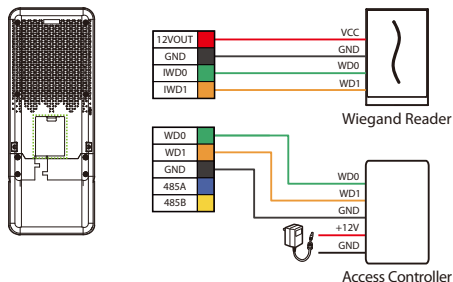 12VOUT
GND
IWD0
IWD1
VCC
GND
WD0
WD1
Wiegand Reader
WD0
WD1
GND
485A
485B
WD0
WD1
GND
+12V
GND
Access Controller